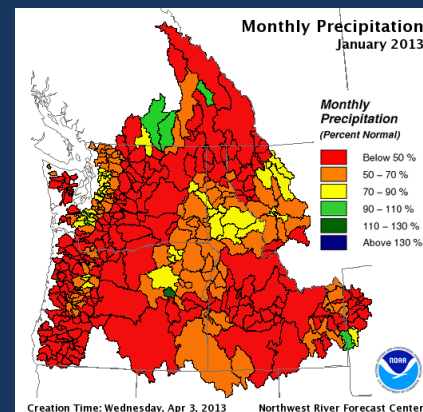 Monthly Precipitation
January 2013
Monthly
Precipitation
(Percent Normal)
Below 50 %
50 - 70 %
70 - 90 %
90 - 110 %
110 - 130 %
Above 130 %
NOAA
Creation Time: Wednesday, Apr 3, 2013
Northwest River Forecast Center